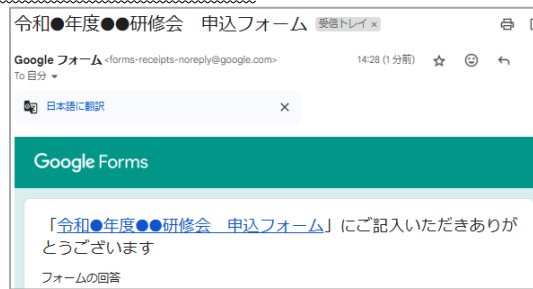 令和●年度●●研修会　申込フォーム 受信トレイ ×
Google フォーム <forms-receipts-noreply@google.com> 14:28 (1 分前)
To 自分
日本語に翻訳 ×
Google Forms
「令和●年度●●研修会　申込フォーム」にご記入いただきありが
とうございます
フォームの回答